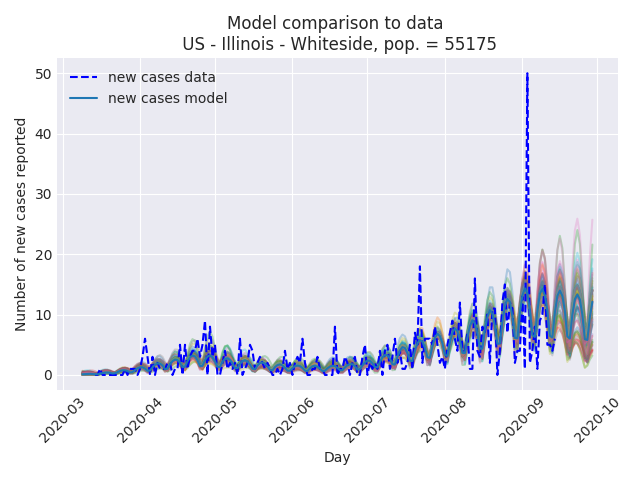 Model comparison to data
US - Illinois - Whiteside, pop. = 55175
new cases data
new cases model
Number of new cases reported
50
40
30
20
10
0
2020-03
2020-04
2020-05
2020-06
2020-07
2020-08
2020-09
2020-10
Day